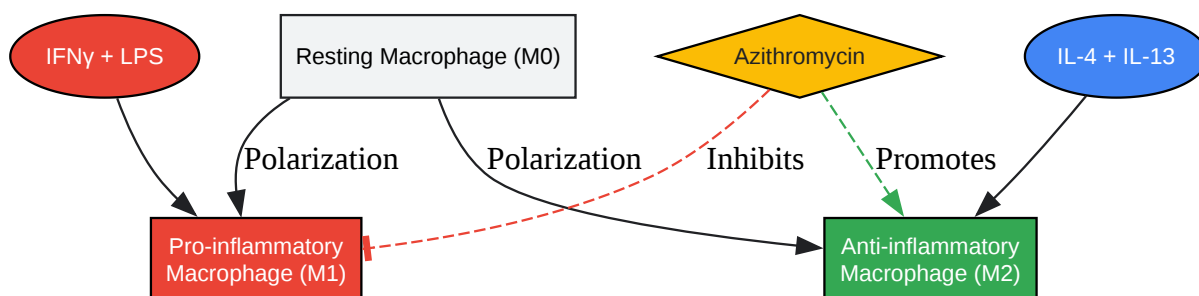 IFNγ + LPS
Resting Macrophage (M0)
Azithromycin
IL-4 + IL-13
Polarization
Polarization
Inhibits
Promotes
Pro-inflammatory
Macrophage (M1)
Anti-inflammatory
Macrophage (M2)